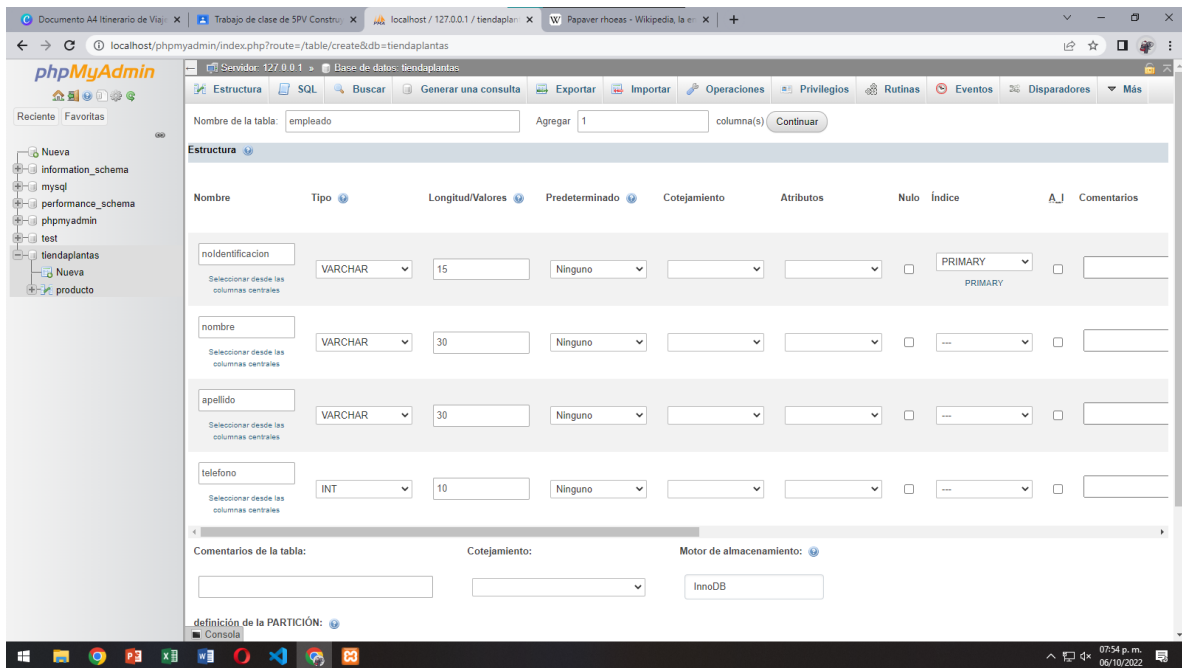 Documento A4 Itinerario de Viaj
Trabajo de clase de 5PV Constru
localhost / 127.0.0.1 / tiendaplan
Papaver rhoeas - Wikipedia, la en
localhost/phpmyadmin/index.php?route=/table/create&db=tiendaplantas
phpMyAdmin
Reciente Favoritas
Nueva
information_schema
mysql
performance_schema
phpmyadmin
test
tiendaplantas
Nueva
producto
Servidor: 127.0.0.1 » Base de datos: tiendaplantas
Estructura SQL Buscar Generar una consulta Exportar Importar Operaciones Privilegios Rutinas Eventos Disparadores Más
Nombre de la tabla: empleado Agregar 1 columna(s) Continuar
Estructura
Nombre Tipo Longitud/Valores Predeterminado Cotejamiento Atributos Nulo Índice A_I Comentarios
noIdentificacion VARCHAR 15 Ninguno PRIMARY
Seleccionar desde las columnas centrales
PRIMARY
nombre VARCHAR 30 Ninguno ---
Seleccionar desde las columnas centrales
apellido VARCHAR 30 Ninguno ---
Seleccionar desde las columnas centrales
telefono INT 10 Ninguno ---
Seleccionar desde las columnas centrales
Comentarios de la tabla: Cotejamiento: Motor de almacenamiento:
InnoDB
definición de la PARTICIÓN:
Consola
07:54 p. m.
06/10/2022